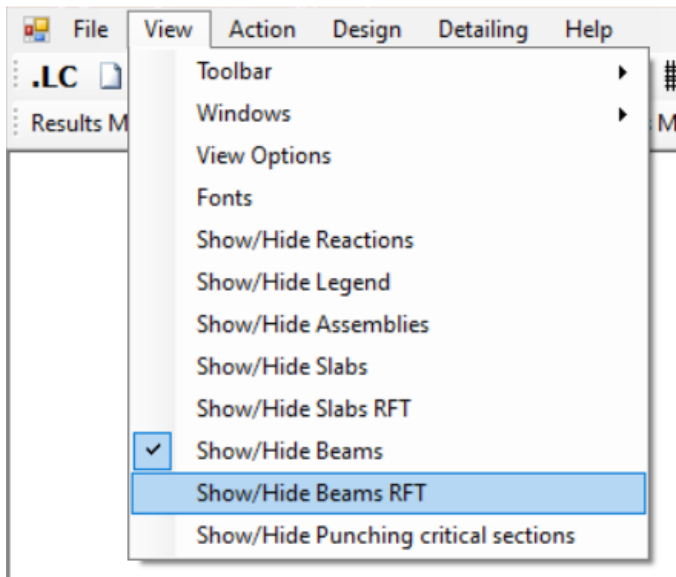 File View Action Design Detailing Help
.LC
Toolbar
Results M
Windows
View Options
Fonts
Show/Hide Reactions
Show/Hide Legend
Show/Hide Assemblies
Show/Hide Slabs
Show/Hide Slabs RFT
Show/Hide Beams
Show/Hide Beams RFT
Show/Hide Punching critical sections